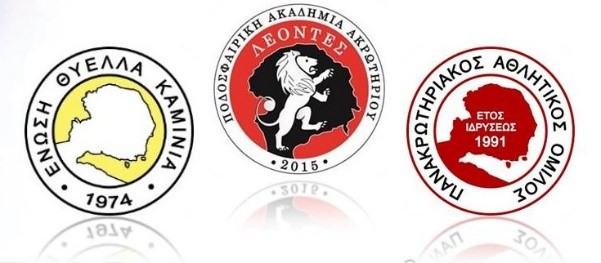 ΕΝΩΣΗ ΘΥΕΛΛΑ ΚΑΜΙΝΙΑ
• 1974 •
ΠΟΔΟΣΦΑΙΡΙΚΗ ΑΚΑΔΗΜΙΑ ΑΚΡΩΤΗΡΙΟΥ
ΛΕΟΝΤΕΣ
• 2015 •
ΠΑΝΑΚΡΩΤΗΡΙΑΚΟΣ ΑΘΛΗΤΙΚΟΣ ΟΜΙΛΟΣ
ΕΤΟΣ
ΙΔΡΥΣΕΩΣ
1991